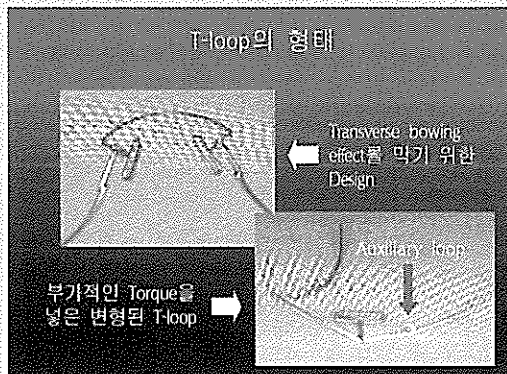 T-loop의 형태
Transverse bowing
effect를 막기 위한
Design
Auxiliary loop
부가적인 Torque을
넣은 변형된 T-loop